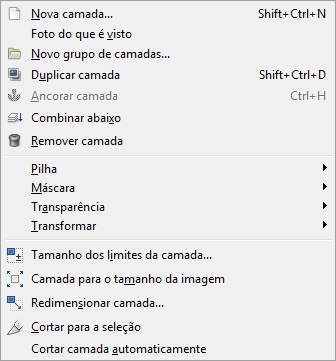 Nova camada... Shift+Ctrl+N
Foto do que é visto
Novo grupo de camadas...
Duplicar camada Shift+Ctrl+D
Ancorar camada Ctrl+H
Combinar abaixo
Remover camada
Pilha
Máscara
Transparência
Transformar
Tamanho dos limites da camada...
Camada para o tamanho da imagem
Redimensionar camada...
Cortar para a seleção
Cortar camada automaticamente